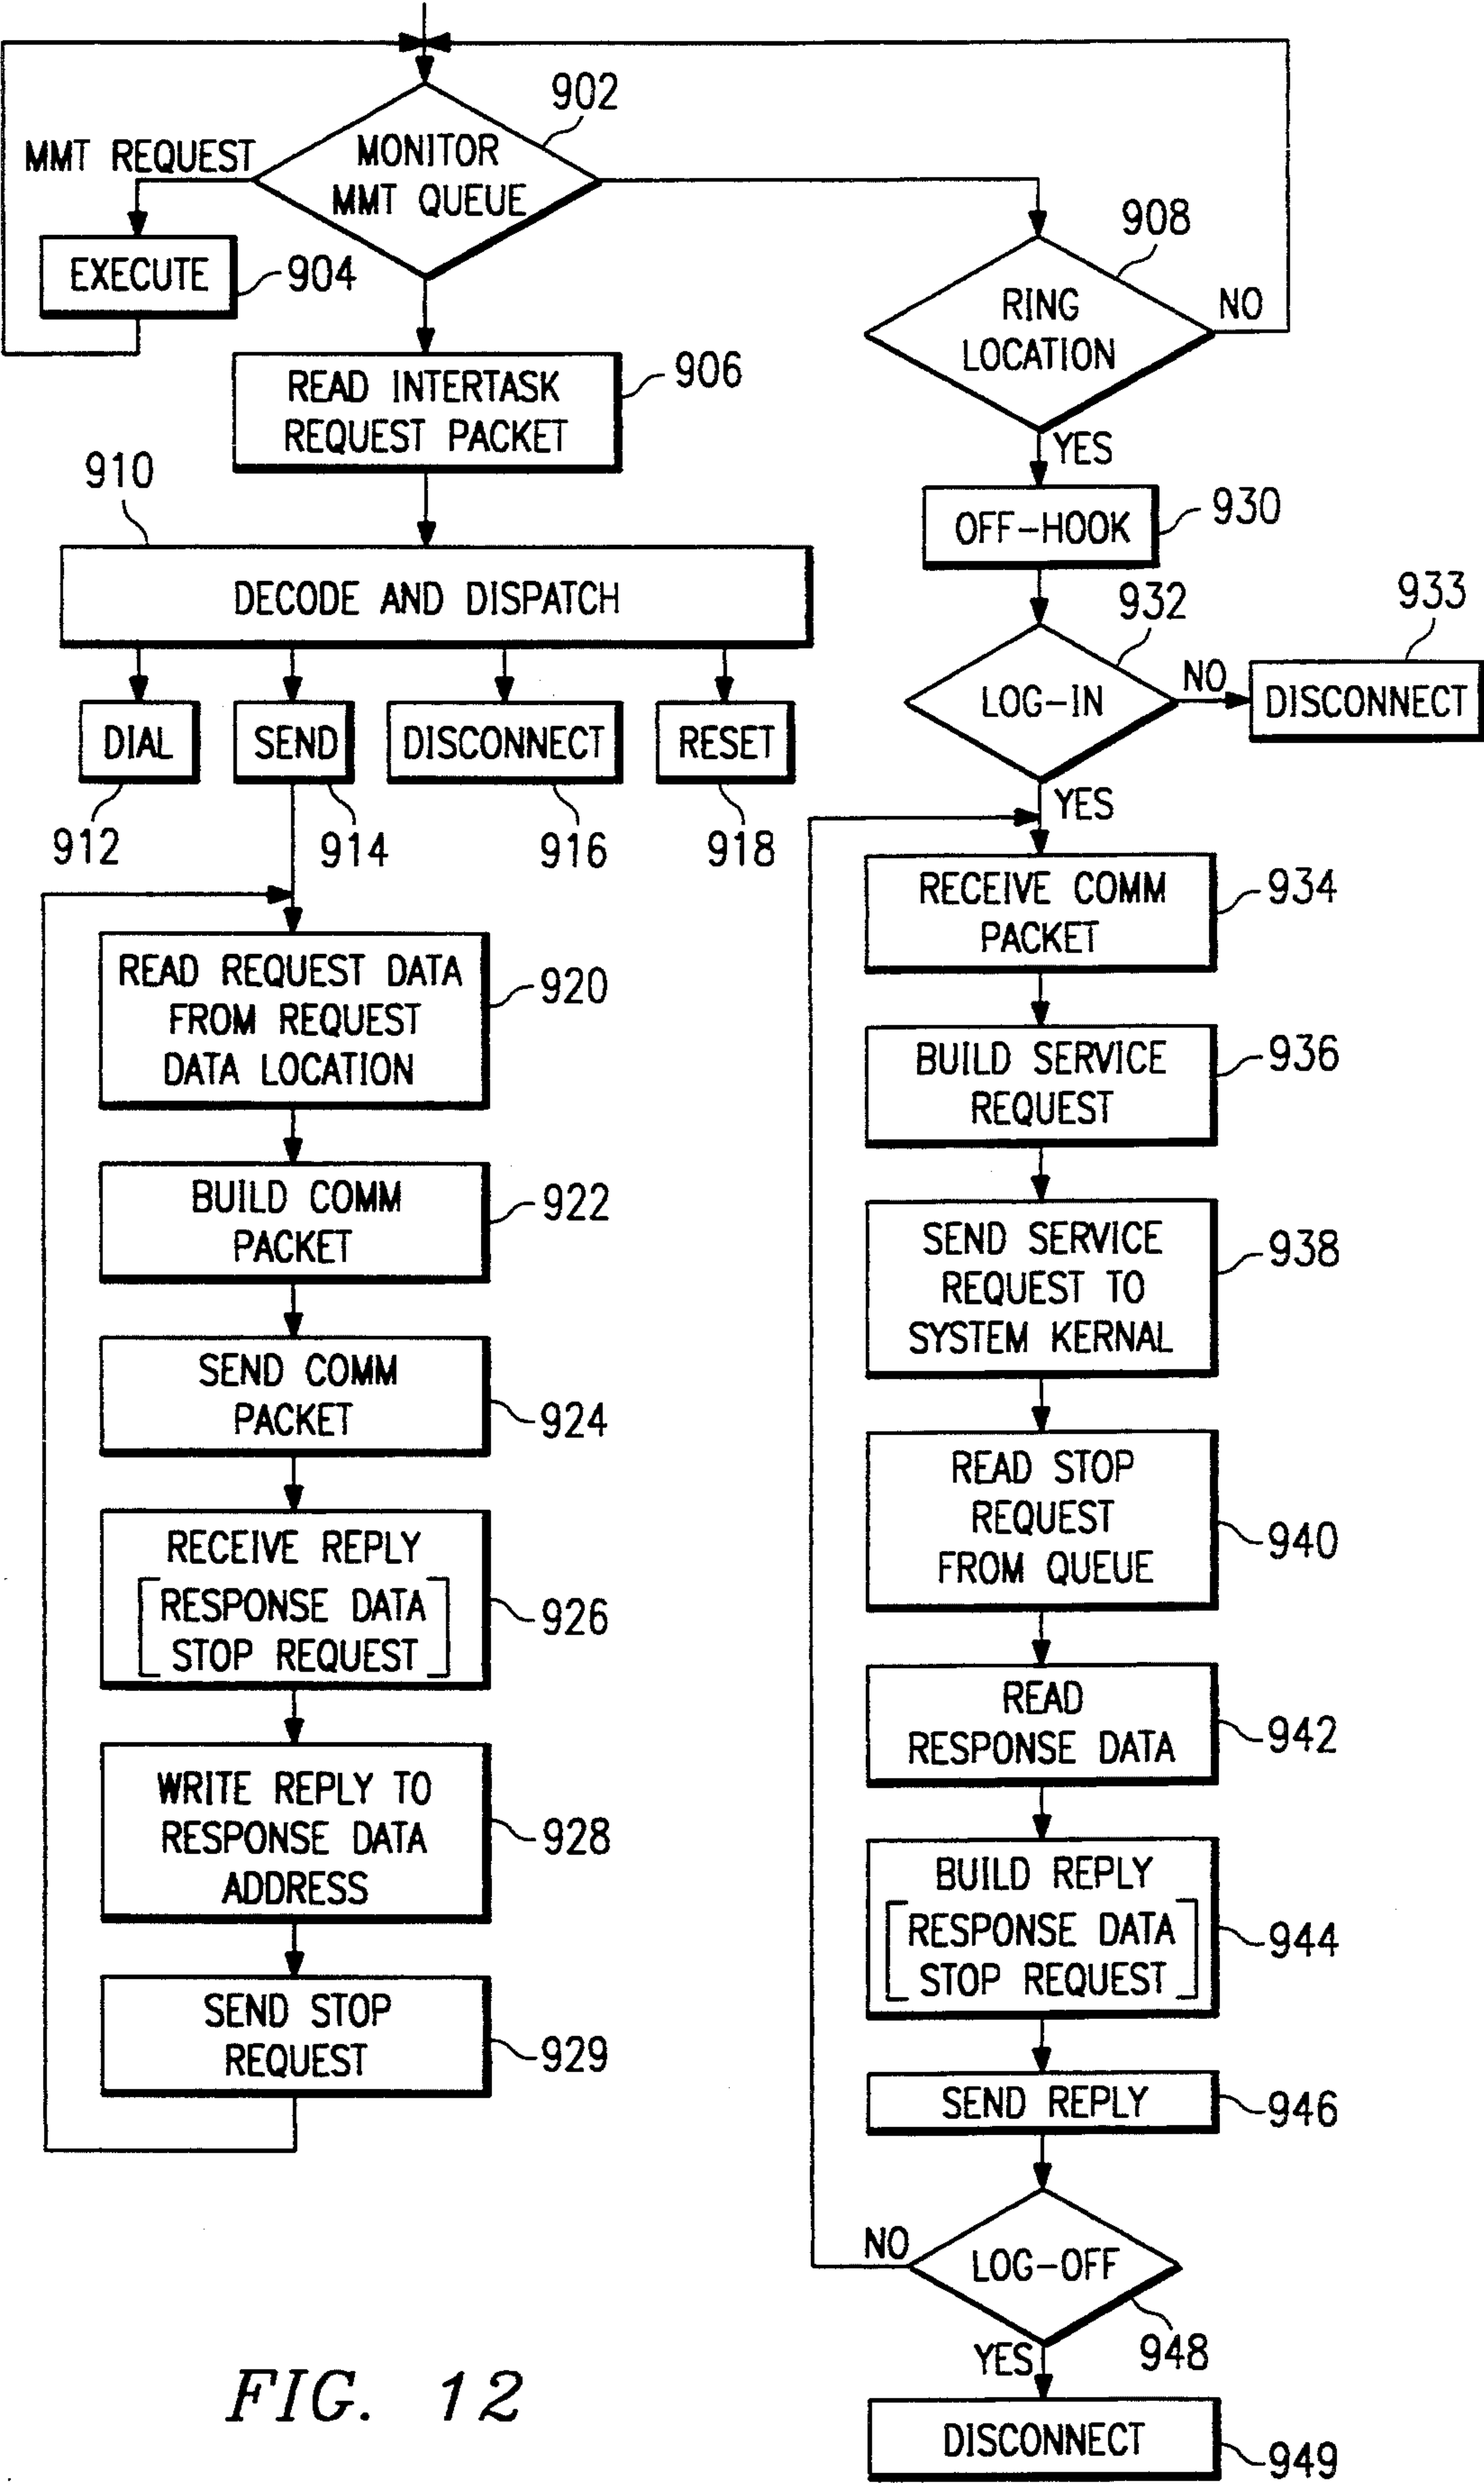 902
MMT REQUEST
MONITOR
MMT QUEUE
EXECUTE
904
908
RING
LOCATION
NO
READ INTERTASK
REQUEST PACKET
906
YES
910
OFF-HOOK
930
DECODE AND DISPATCH
932
933
LOG-IN
NO
DISCONNECT
DIAL
SEND
DISCONNECT
RESET
YES
912
914
916
918
RECEIVE COMM
PACKET
934
READ REQUEST DATA
FROM REQUEST
DATA LOCATION
920
BUILD SERVICE
REQUEST
936
BUILD COMM
PACKET
922
SEND SERVICE
REQUEST TO
SYSTEM KERNAL
938
SEND COMM
PACKET
924
READ STOP
REQUEST
FROM QUEUE
940
RECEIVE REPLY
RESPONSE DATA
STOP REQUEST
926
READ
RESPONSE DATA
942
WRITE REPLY TO
RESPONSE DATA
ADDRESS
928
BUILD REPLY
RESPONSE DATA
STOP REQUEST
944
SEND STOP
REQUEST
929
SEND REPLY
946
NO
LOG-OFF
948
YES
DISCONNECT
949
FIG. 12